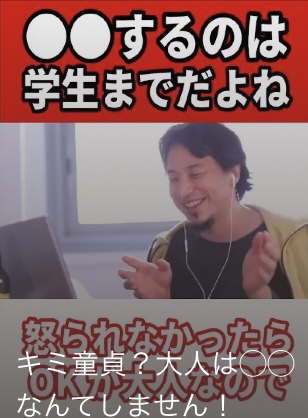 ●●するのは
学生までだよね
怒られなかったら
OKが大人なので
キミ童貞？大人は◯◯
なんてしません！